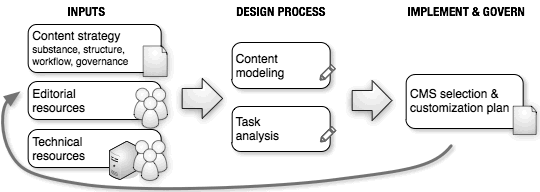 INPUTS
Content strategy
substance, structure,
workflow, governance
Editorial
resources
Technical
resources
DESIGN PROCESS
Content
modeling
Task
analysis
IMPLEMENT & GOVERN
CMS selection &
customization plan